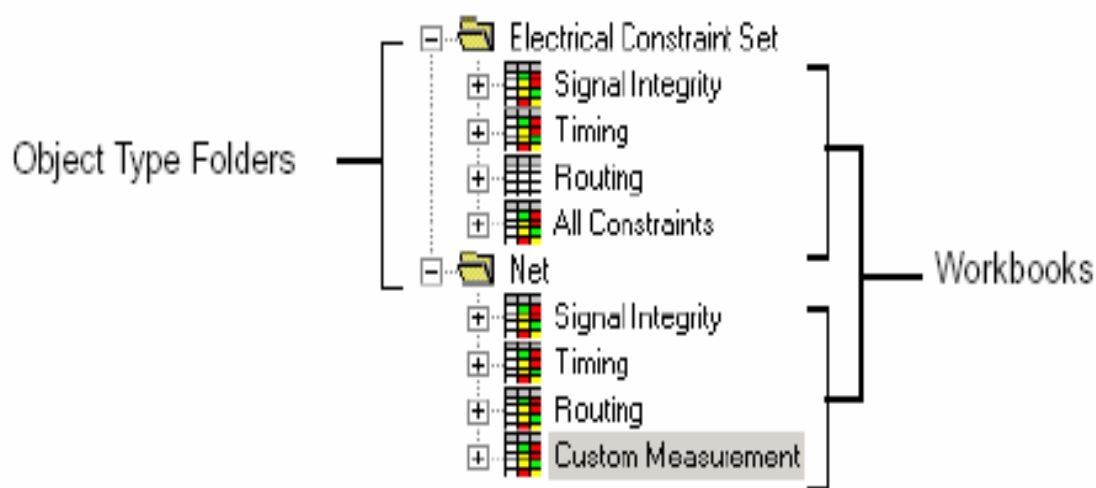 Electrical Constraint Set
Signal Integrity
Timing
Object Type Folders
Routing
All Constraints
Net
Workbooks
Signal Integrity
Timing
Routing
Custom Measurement